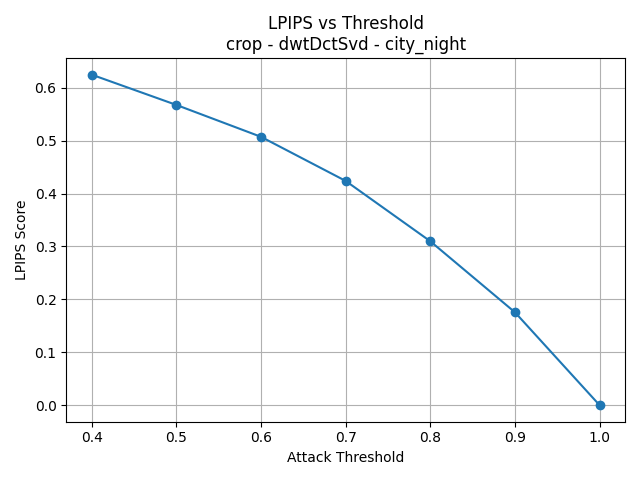 LPIPS vs Threshold
crop - dwtDctSvd - city_night
LPIPS Score
0.6
0.5
0.4
0.3
0.2
0.1
0.0
0.4 0.5 0.6 0.7 0.8 0.9 1.0
Attack Threshold